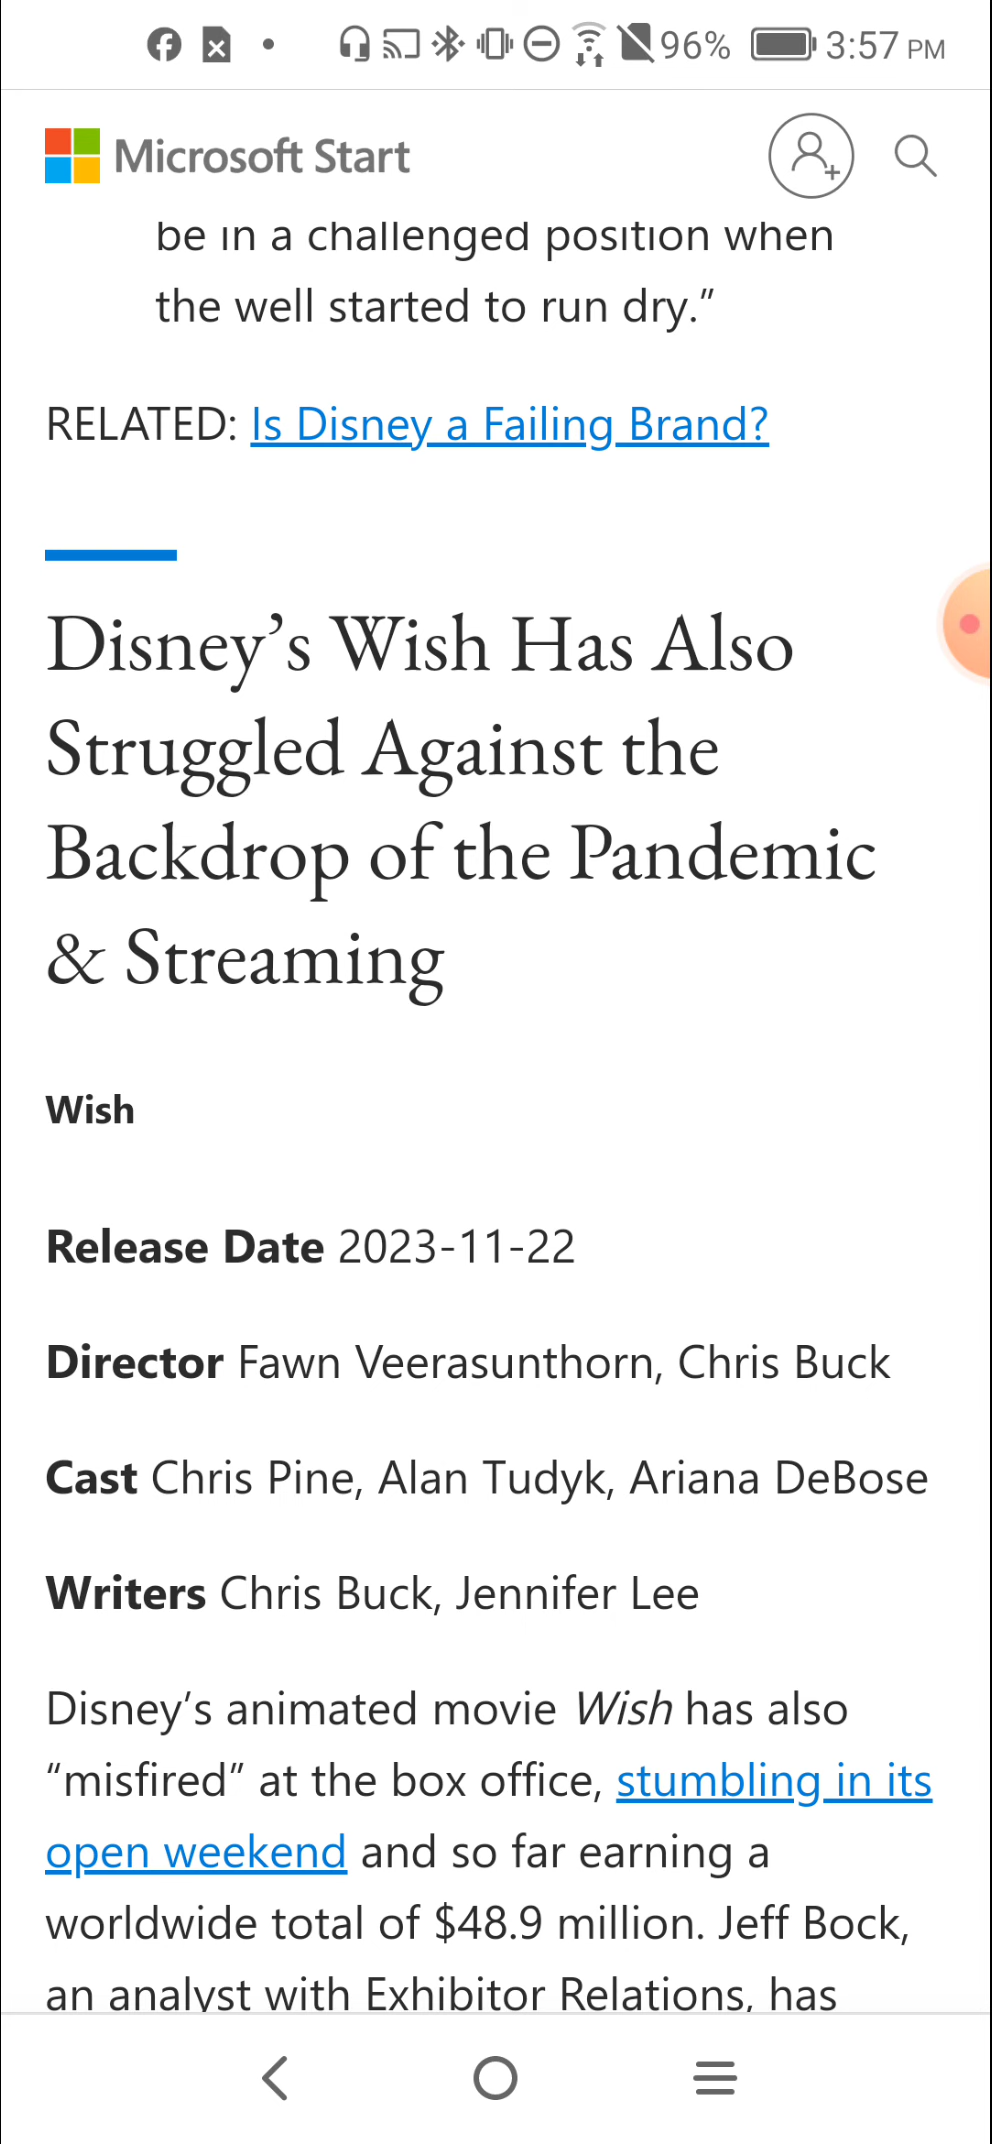 96% 3:57 PM
Microsoft Start
be in a challenged position when
the well started to run dry.”
RELATED: Is Disney a Failing Brand?
Disney’s Wish Has Also
Struggled Against the
Backdrop of the Pandemic
& Streaming
Wish
Release Date 2023-11-22
Director Fawn Veerasunthorn, Chris Buck
Cast Chris Pine, Alan Tudyk, Ariana DeBose
Writers Chris Buck, Jennifer Lee
Disney’s animated movie Wish has also
“misfired” at the box office, stumbling in its
open weekend and so far earning a
worldwide total of $48.9 million. Jeff Bock,
an analyst with Exhibitor Relations, has